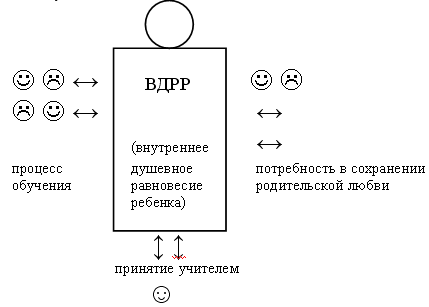 ВДРР
(внутреннее
душевное
равновесие
ребенка)
процесс
обучения
потребность в сохранении
родительской любви
принятие учителем